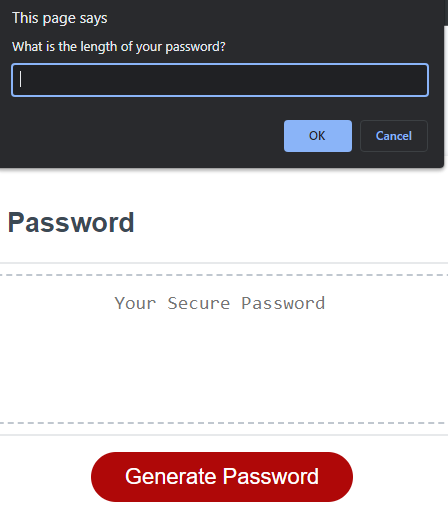 This page says
What is the length of your password?
OK
Cancel
Password
Your Secure Password
Generate Password